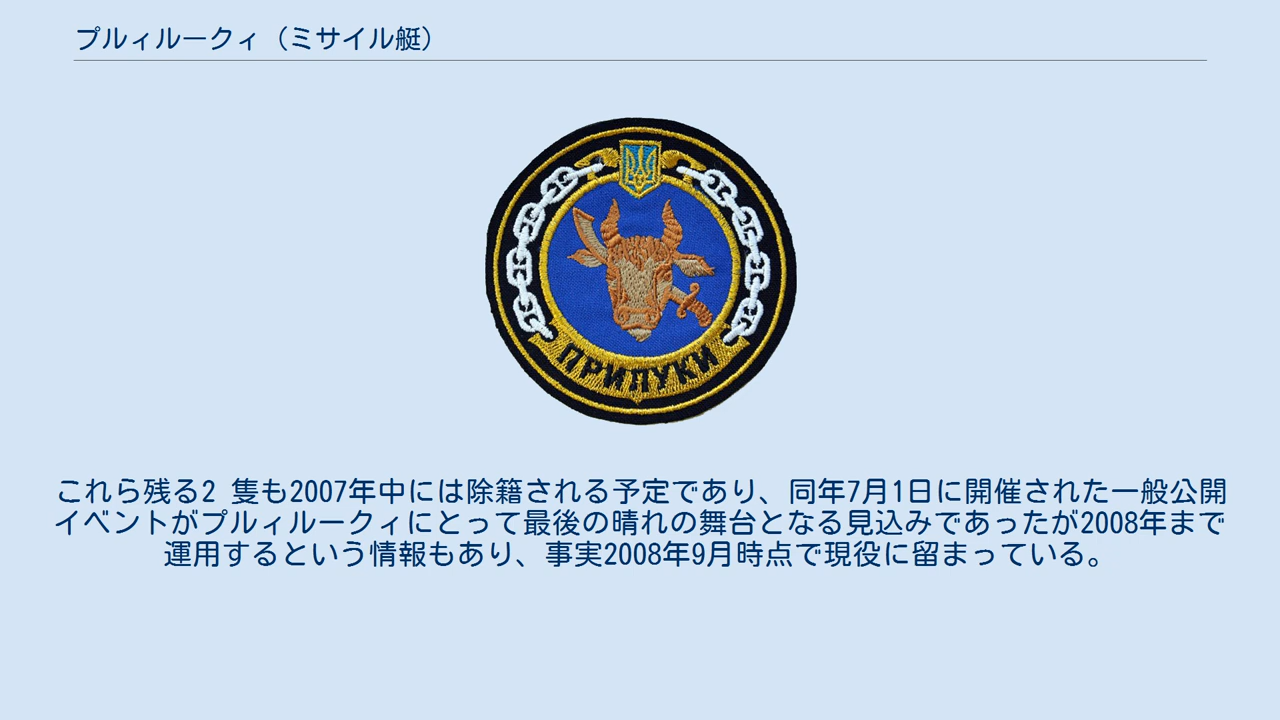 プルィルークィ（ミサイル艇）
ПРИЛУКИ
これら残る2 隻も2007年中には除籍される予定であり、同年7月1日に開催された一般公開
イベントがプルィルークィにとって最後の晴れの舞台となる見込みであったが2008年まで
運用するという情報もあり、事実2008年9月時点で現役に留まっている。